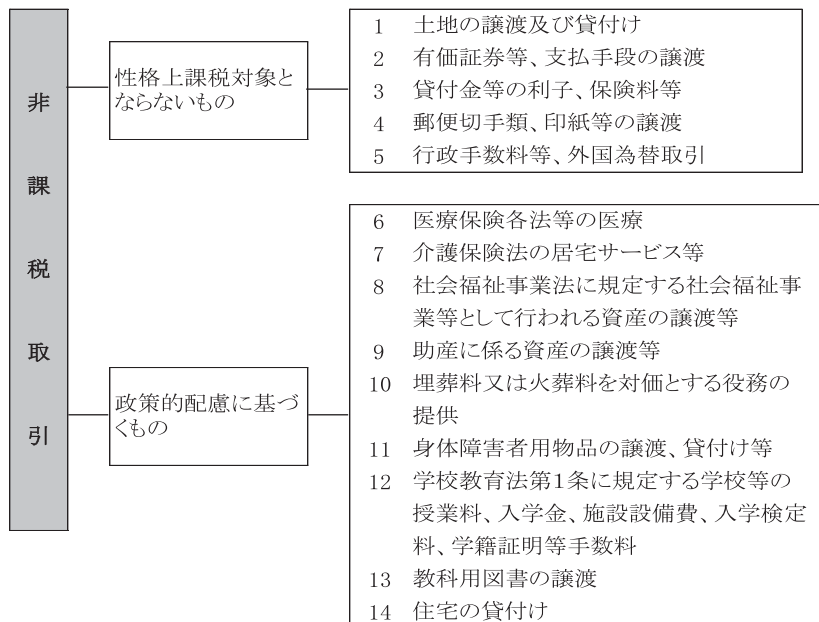 非課税取引
性格上課税対象と
ならないもの
1 土地の譲渡及び貸付け
2 有価証券等、支払手段の譲渡
3 貸付金等の利子、保険料等
4 郵便切手類、印紙等の譲渡
5 行政手数料等、外国為替取引
政策的配慮に基づ
くもの
6 医療保険各法等の医療
7 介護保険法の居宅サービス等
8 社会福祉事業法に規定する社会福祉事
業等として行われる資産の譲渡等
9 助産に係る資産の譲渡等
10 埋葬料又は火葬料を対価とする役務の
提供
11 身体障害者用物品の譲渡、貸付け等
12 学校教育法第1条に規定する学校等の
授業料、入学金、施設設備費、入学検定
料、学籍証明等手数料
13 教科用図書の譲渡
14 住宅の貸付け